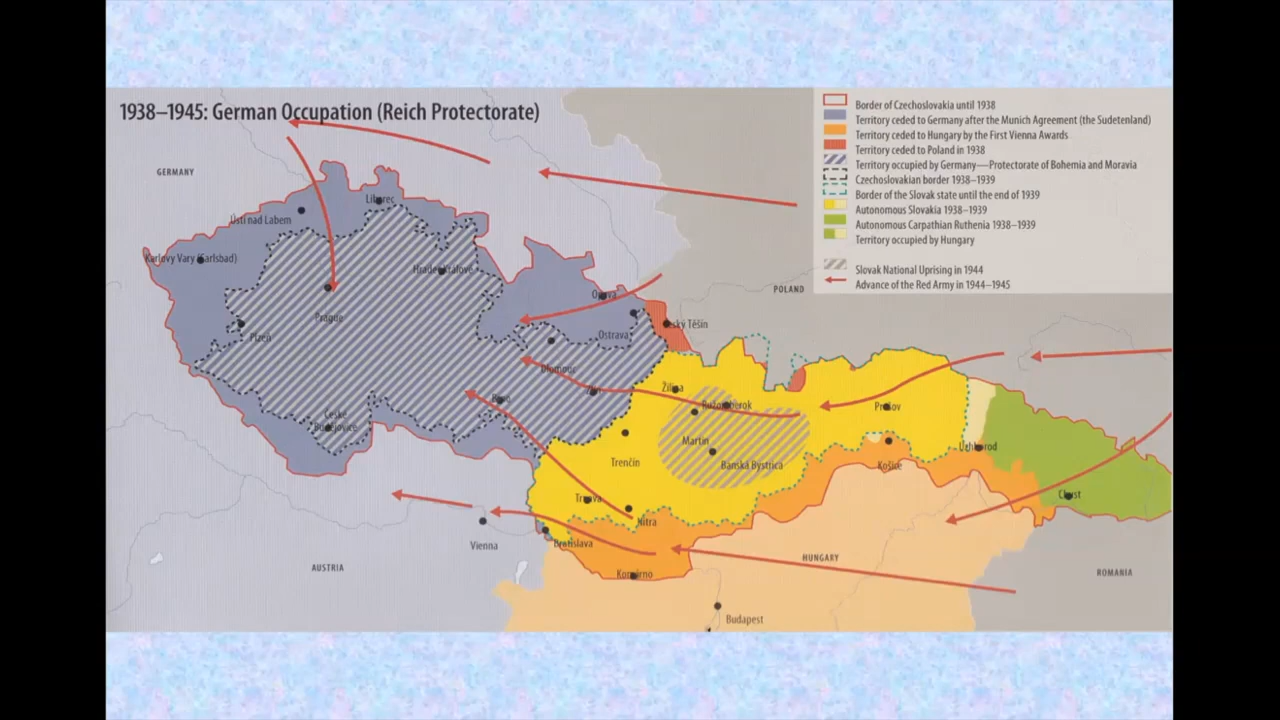 1938–1945: German Occupation (Reich Protectorate)
Border of Czechoslovakia until 1938
Territory ceded to Germany after the Munich Agreement (the Sudetenland)
Territory ceded to Hungary by the First Vienna Awards
Territory ceded to Poland in 1938
Territory occupied by Germany—Protectorate of Bohemia and Moravia
Czechoslovakian border 1938–1939
Border of the Slovak state until the end of 1939
Autonomous Slovakia 1938–1939
Autonomous Carpathian Ruthenia 1938–1939
Territory occupied by Hungary
Slovak National Uprising in 1944
Advance of the Red Army in 1944–1945
GERMANY
Liberec
Ústí nad Labem
Karlovy Vary (Carlsbad)
Hradec Králové
POLAND
Opava
Prague
Český Těšín
Plzeň
Ostrava
Olomouc
Žilina
Zlín
Brno
Ružomberok
Prešov
České
Budějovice
Martin
Uzhhorod
Trenčín
Banská Bystrica
Košice
Chust
Trnava
Nitra
Vienna
Bratislava
HUNGARY
AUSTRIA
Komárno
ROMANIA
Budapest